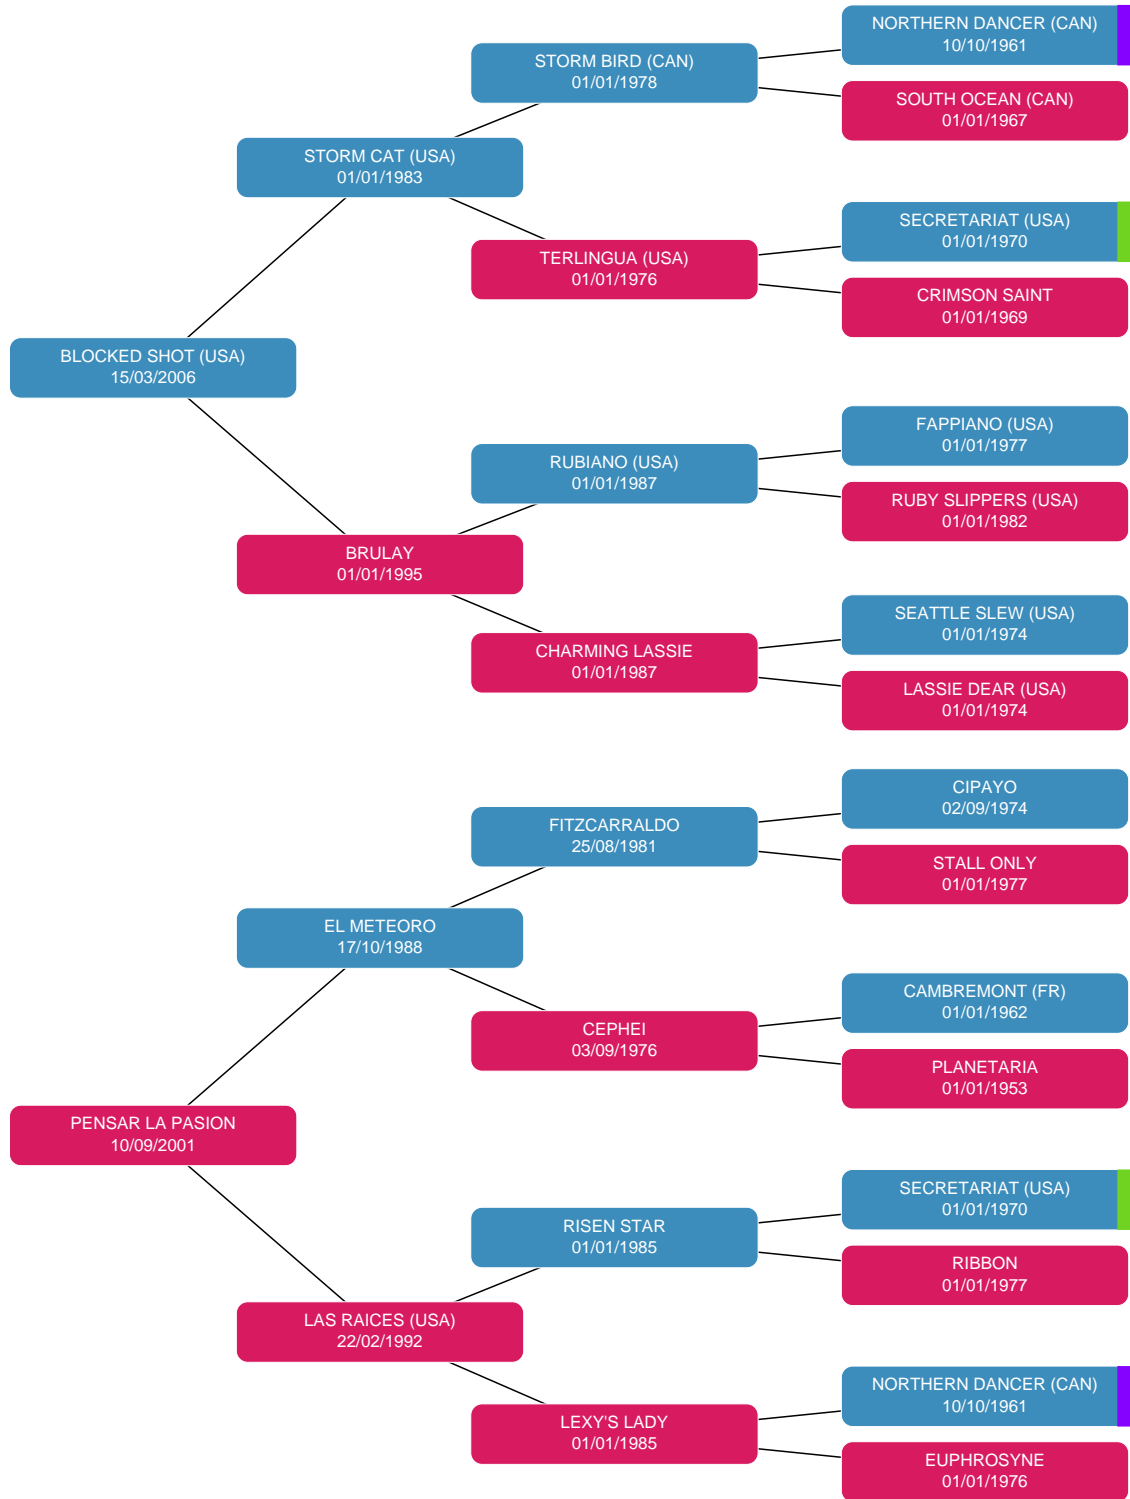 NORTHERN DANCER (CAN)
10/10/1961
STORM BIRD (CAN)
01/01/1978
SOUTH OCEAN (CAN)
01/01/1967
STORM CAT (USA)
01/01/1983
SECRETARIAT (USA)
01/01/1970
TERLINGUA (USA)
01/01/1976
CRIMSON SAINT
01/01/1969
BLOCKED SHOT (USA)
15/03/2006
FAPPIANO (USA)
01/01/1977
RUBIANO (USA)
01/01/1987
RUBY SLIPPERS (USA)
01/01/1982
BRULAY
01/01/1995
SEATTLE SLEW (USA)
01/01/1974
CHARMING LASSIE
01/01/1987
LASSIE DEAR (USA)
01/01/1974
CIPAYO
02/09/1974
FITZCARRALDO
25/08/1981
STALL ONLY
01/01/1977
EL METEORO
17/10/1988
CAMBREMONT (FR)
01/01/1962
CEPHEI
03/09/1976
PLANETARIA
01/01/1953
PENSAR LA PASION
10/09/2001
SECRETARIAT (USA)
01/01/1970
RISEN STAR
01/01/1985
RIBBON
01/01/1977
LAS RAICES (USA)
22/02/1992
NORTHERN DANCER (CAN)
10/10/1961
LEXY'S LADY
01/01/1985
EUPHROSYNE
01/01/1976